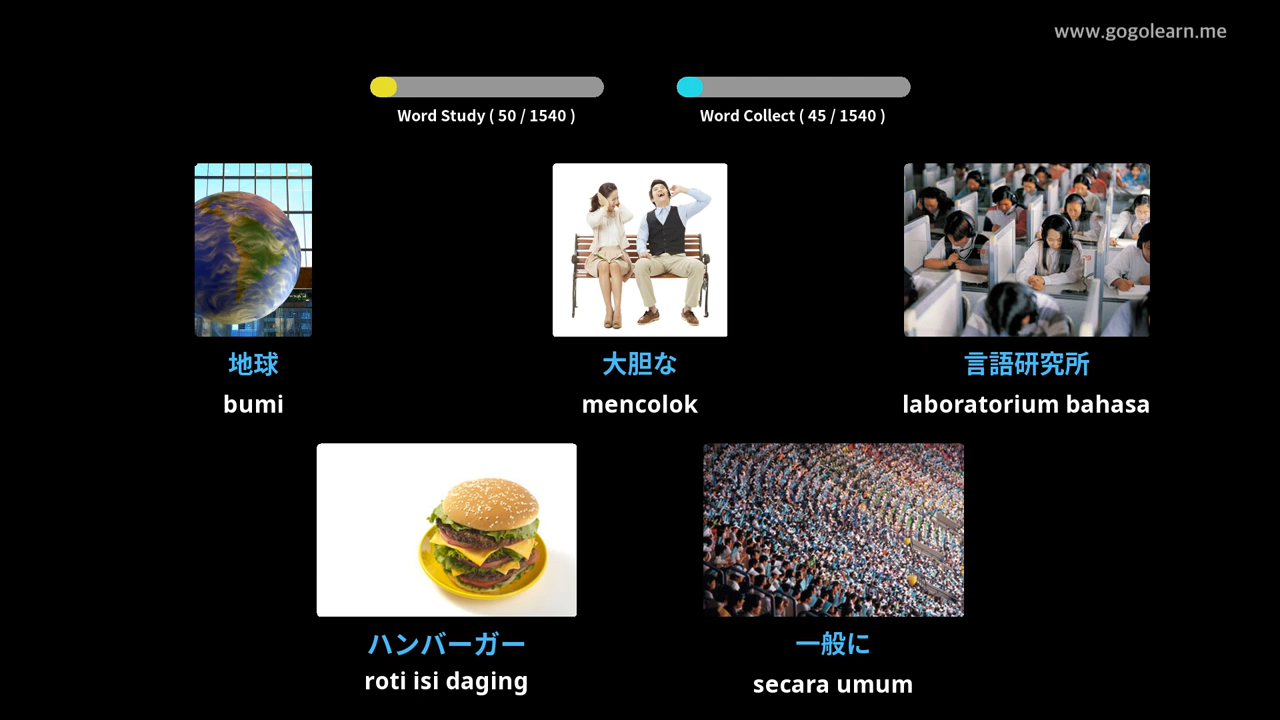 www.gogolearn.me
Word Study ( 50 / 1540 )
Word Collect ( 45 / 1540 )
地球
bumi
大胆な
mencolok
言語研究所
laboratorium bahasa
ハンバーガー
roti isi daging
一般に
secara umum